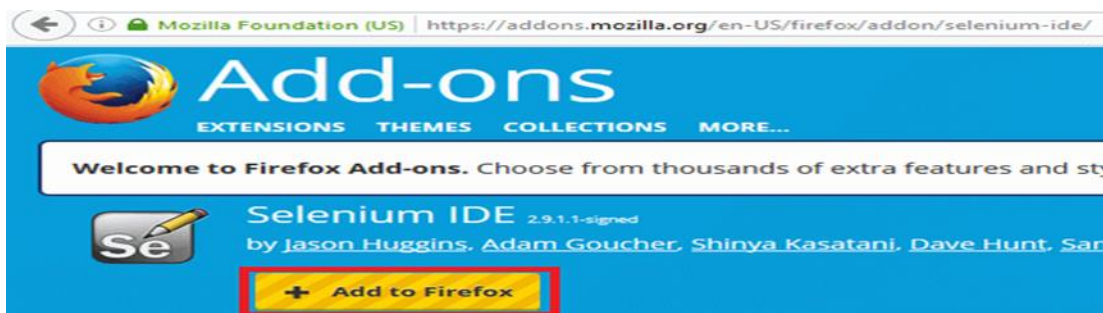 Mozilla Foundation (US) | https://addons.mozilla.org/en-US/firefox/addon/selenium-ide/
Add-ons
EXTENSIONS THEMES COLLECTIONS MORE...
Welcome to Firefox Add-ons. Choose from thousands of extra features and
Selenium IDE 2.9.1.1-signed
Se
by Jason Huggins, Adam Goucher, Shinya Kasatani, Dave Hunt,
+ Add to Firefox